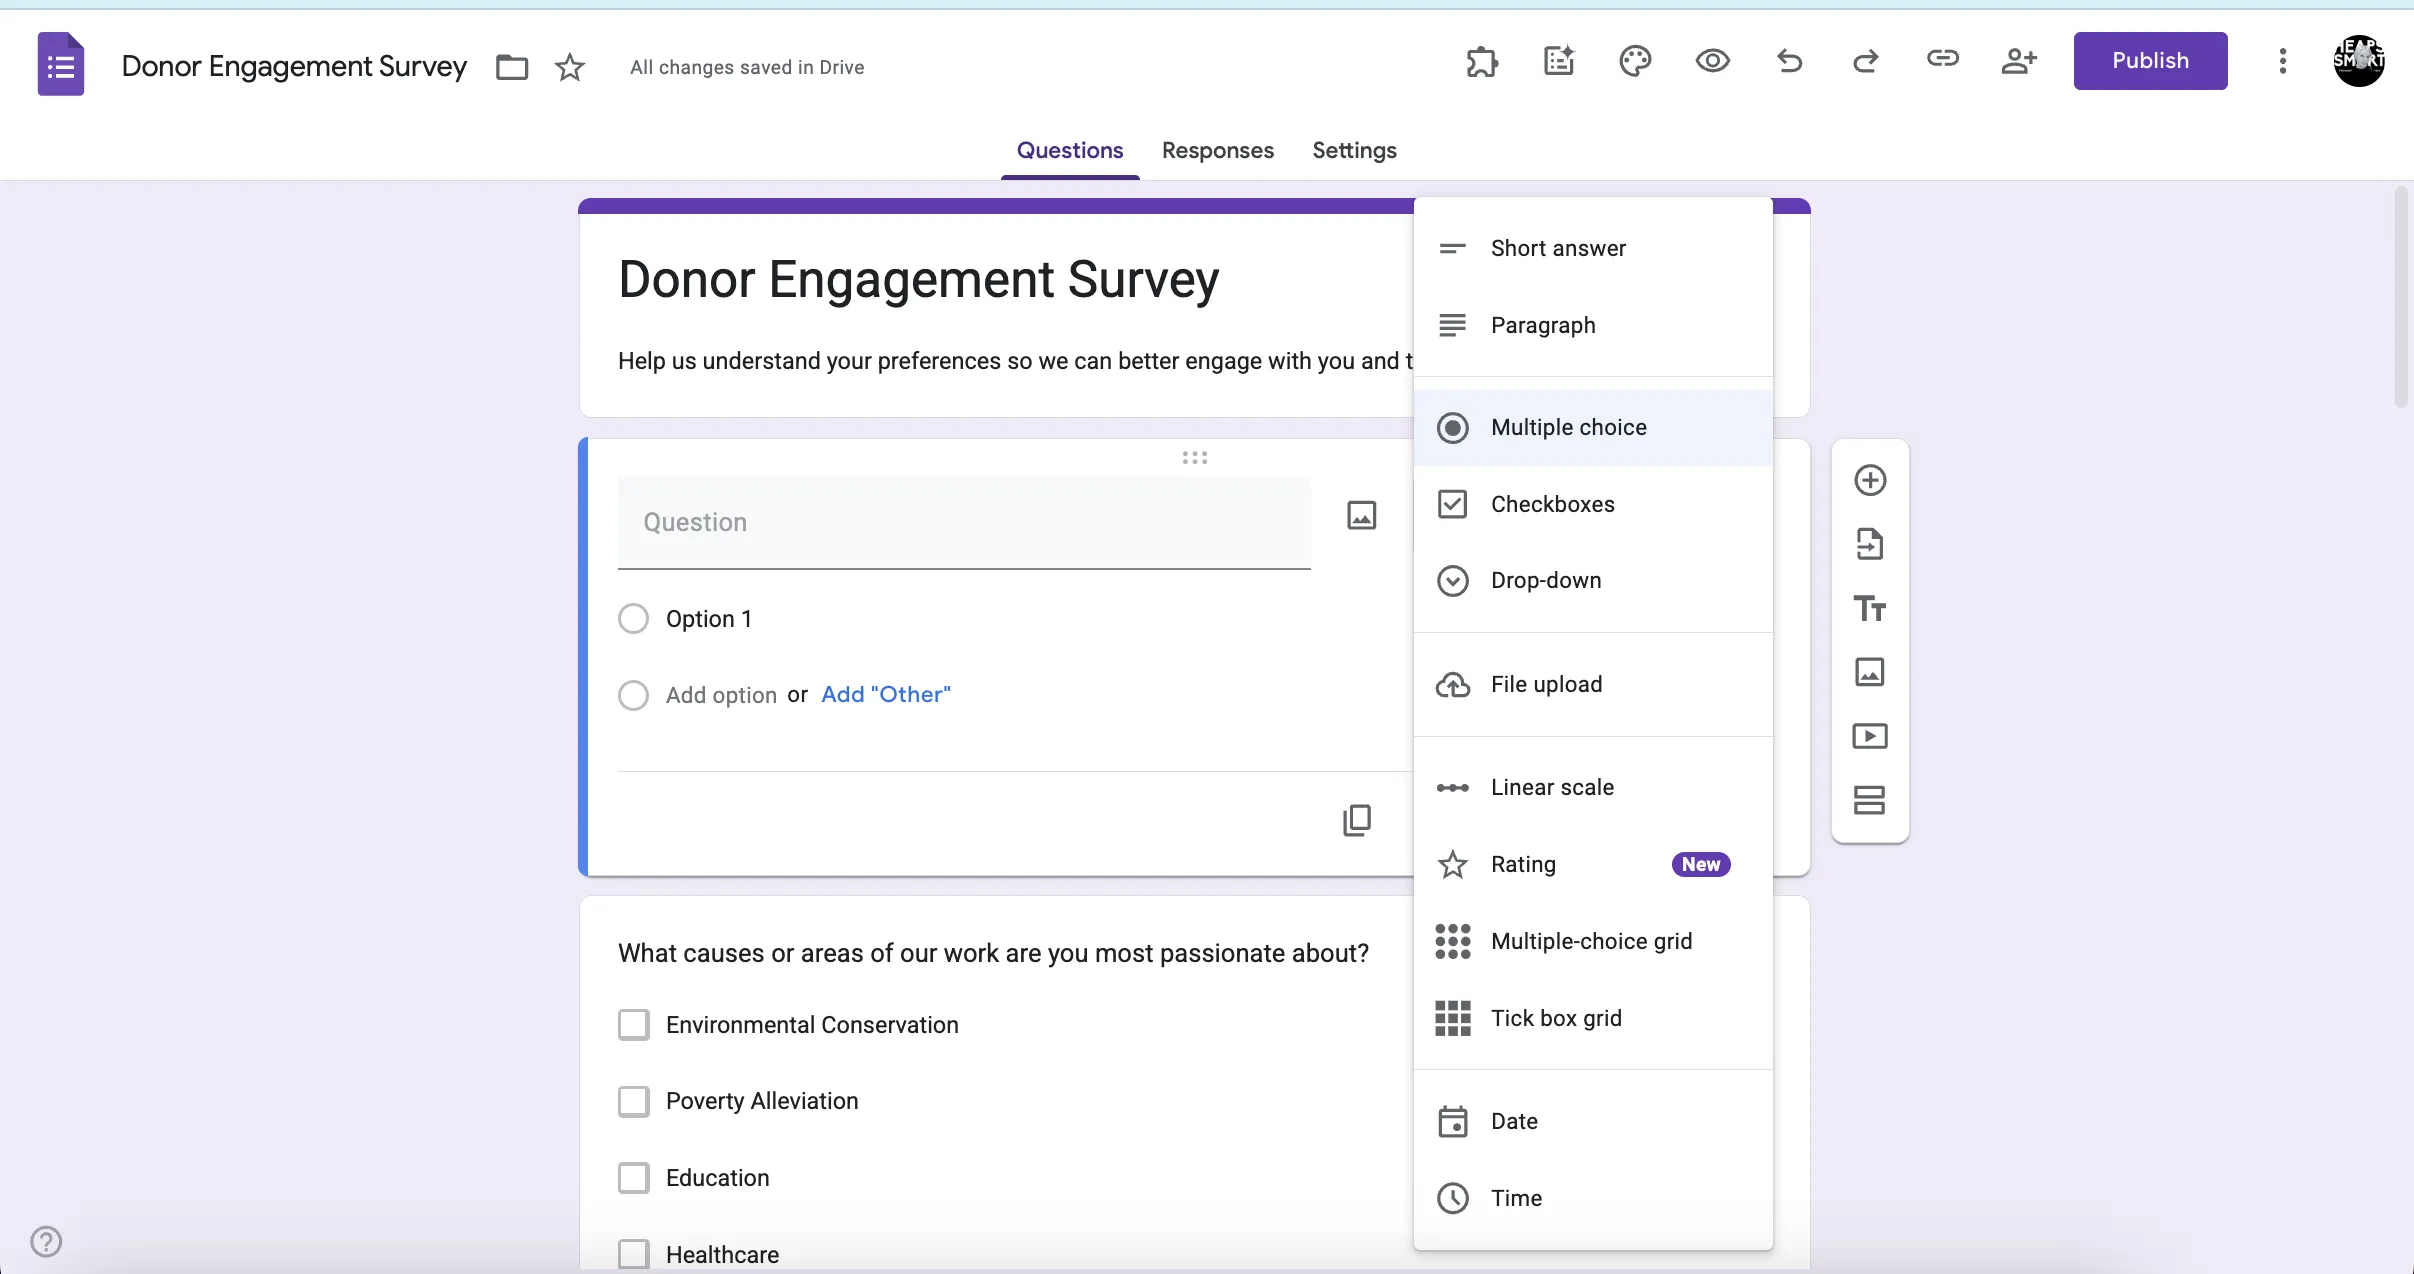 Donor Engagement Survey
All changes saved in Drive
Publish
Questions
Responses
Settings
Donor Engagement Survey
Help us understand your preferences so we can better engage with you and t
Question
Option 1
Add option or Add "Other"
Short answer
Paragraph
Multiple choice
Checkboxes
Drop-down
File upload
Linear scale
Rating New
Multiple-choice grid
Tick box grid
Date
Time
Tt
What causes or areas of our work are you most passionate about?
Environmental Conservation
Poverty Alleviation
Education
Healthcare